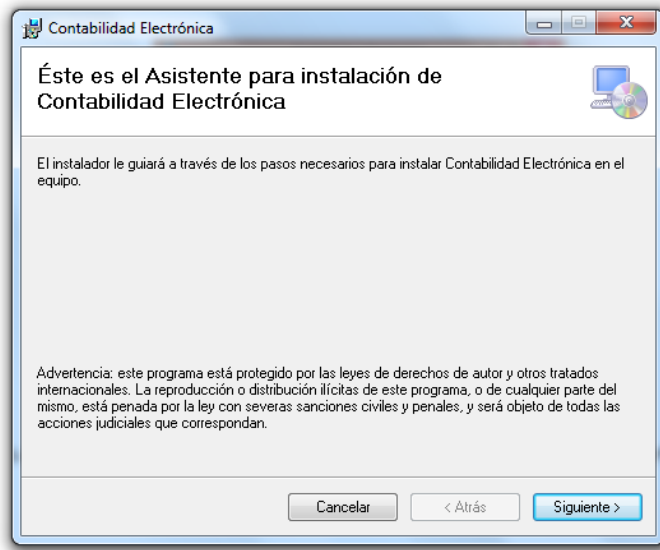 Contabilidad Electrónica
Éste es el Asistente para instalación de
Contabilidad Electrónica
El instalador le guiará a través de los pasos necesarios para instalar Contabilidad Electrónica en el
equipo.
Advertencia: este programa está protegido por las leyes de derechos de autor y otros tratados
internacionales. La reproducción o distribución ilícitas de este programa, o de cualquier parte del
mismo, está penada por la ley con severas sanciones civiles y penales, y será objeto de todas las
acciones judiciales que correspondan.
Cancelar < Atrás Siguiente >